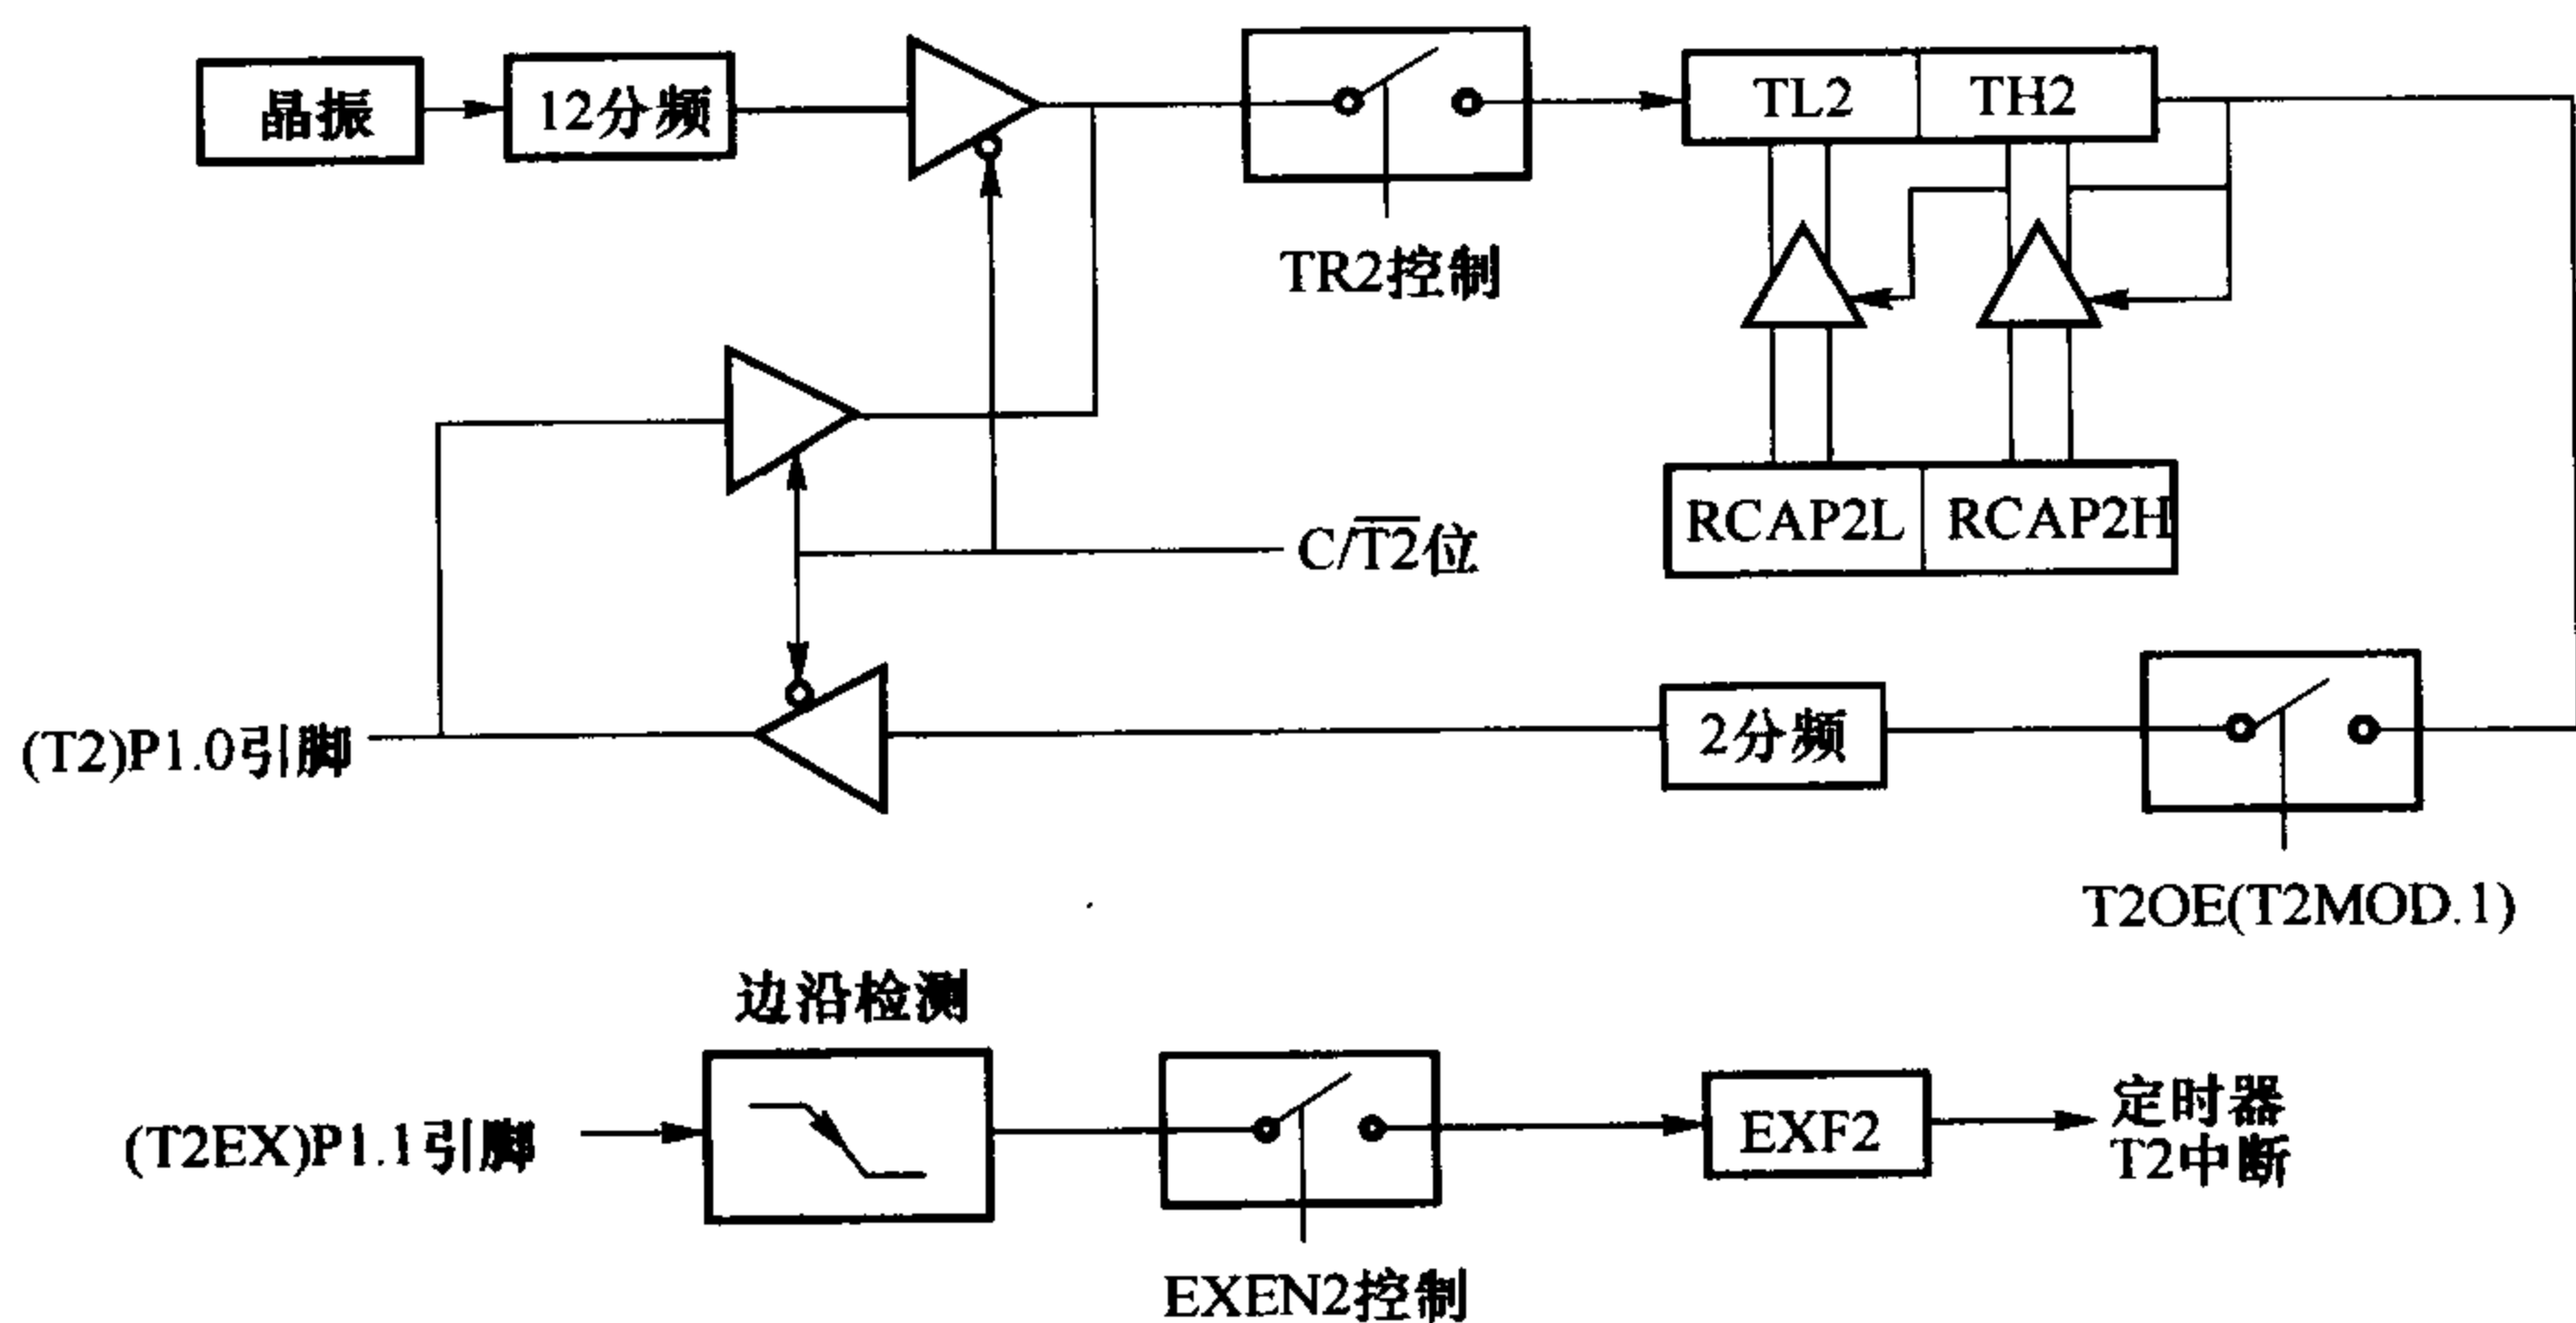 晶振
12分频
TL2
TH2
TR2控制
RCAP2L
RCAP2H
C/T2位
(T2)P1.0引脚
2分频
T2OE(T2MOD.1)
边沿检测
(T2EX)P1.1引脚
EXF2
定时器
T2中断
EXEN2控制